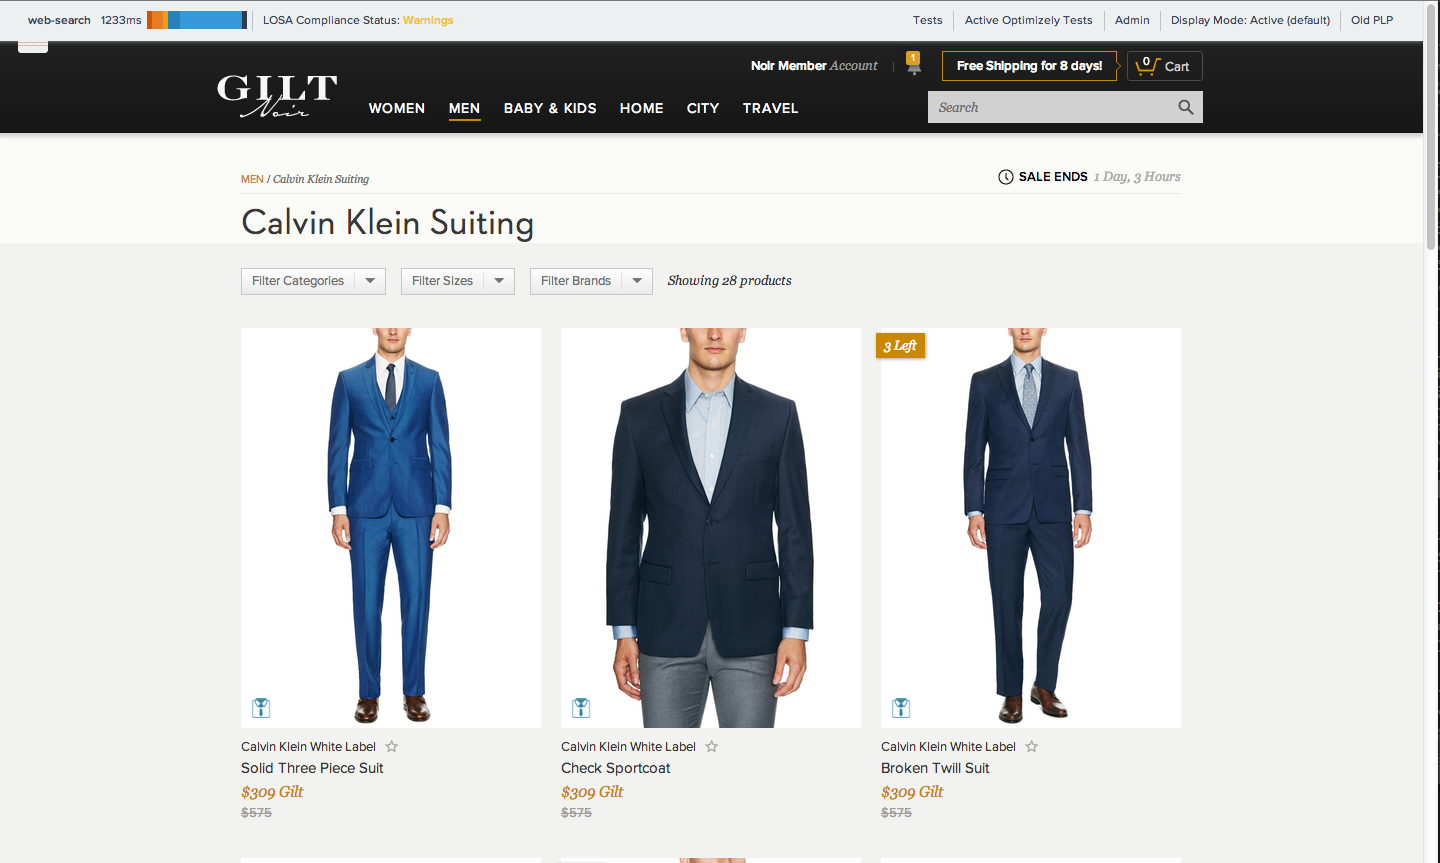 web-search 1233ms LOSA Compliance Status: Warnings Tests Active Optimizely Tests Admin Display Mode: Active (default) Old PLP
Noir Member Account 1 Free Shipping for 8 days! 0 Cart
GILT
Noir
WOMEN MEN BABY & KIDS HOME CITY TRAVEL Search
MEN / Calvin Klein Suiting SALE ENDS 1 Day, 3 Hours
Calvin Klein Suiting
Filter Categories Filter Sizes Filter Brands Showing 28 products
3 Left
Calvin Klein White Label Calvin Klein White Label Calvin Klein White Label
Solid Three Piece Suit Check Sportcoat Broken Twill Suit
$309 Gilt $309 Gilt $309 Gilt
$575 $575 $575